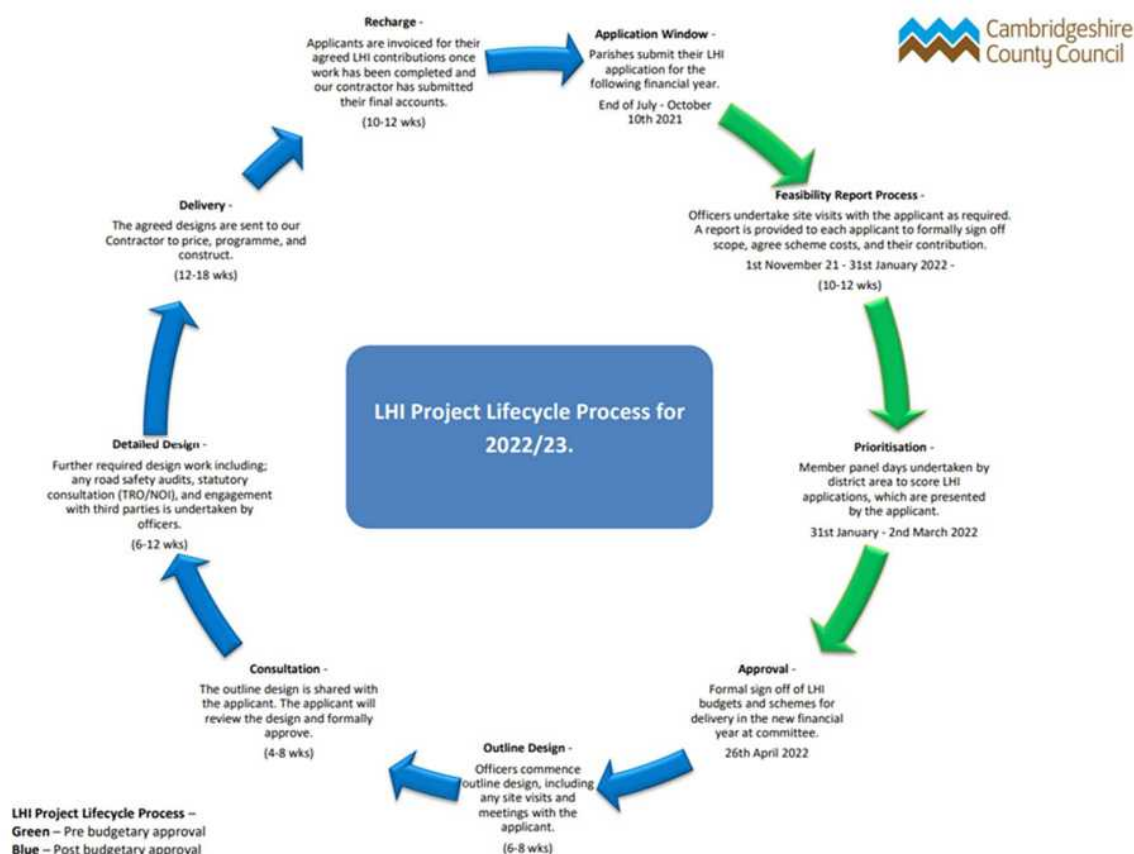 Cambridgeshire
County Council
Recharge -
Applicants are invoiced for their
agreed LHI contributions once
work has been completed and
our contractor has submitted
their final accounts.
(10-12 wks)
Application Window -
Parishes submit their LHI
application for the
following financial year.
End of July - October
10th 2021
Feasibility Report Process -
Officers undertake site visits with the applicant as required.
A report is provided to each applicant to formally sign off
scope, agree scheme costs, and their contribution.
1st November 21 - 31st January 2022 -
(10-12 wks)
Prioritisation -
Member panel days undertaken by
district area to score LHI
applications, which are presented
by the applicant.
31st January - 2nd March 2022
Approval -
Formal sign off of LHI
budgets and schemes for
delivery in the new financial
year at committee.
26th April 2022
Outline Design -
Officers commence
outline design, including
any site visits and
meetings with the
applicant.
(6-8 wks)
Consultation -
The outline design is shared with
the applicant. The applicant will
review the design and formally
approve.
(4-8 wks)
Detailed Design -
Further required design work including;
any road safety audits, statutory
consultation (TRO/NOI), and engagement
with third parties is undertaken by
officers.
(6-12 wks)
Delivery -
The agreed designs are sent to our
Contractor to price, programme, and
construct.
(12-18 wks)
LHI Project Lifecycle Process for
2022/23.
LHI Project Lifecycle Process –
Green – Pre budgetary approval
Blue – Post budgetary approval